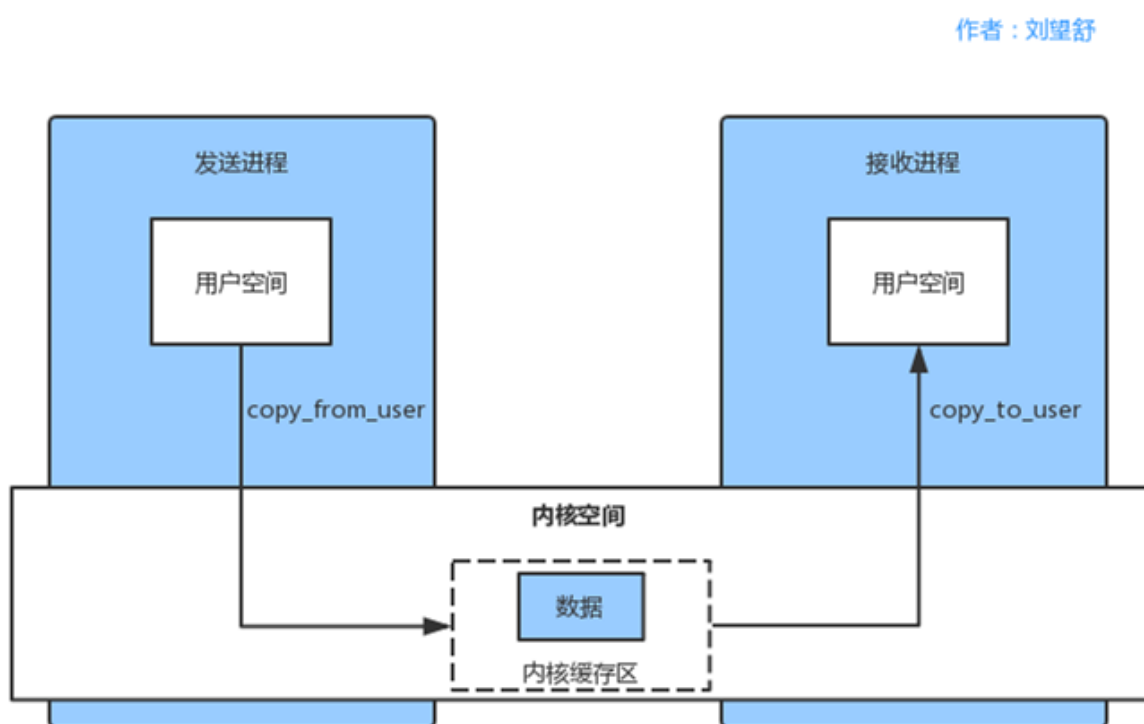 作者：刘望舒
发送进程
接收进程
用户空间
用户空间
copy_from_user
copy_to_user
内核空间
数据
内核缓存区